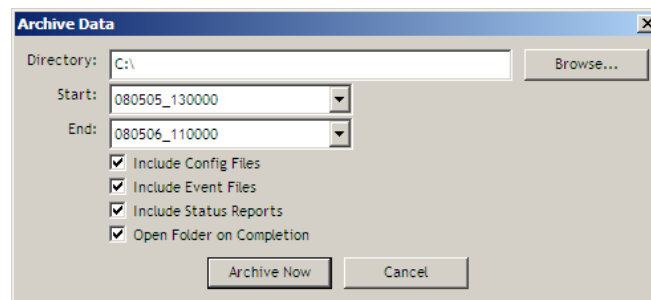 Archive Data
Directory: C:\ Browse...
Start: 080505_130000
End: 080506_110000
Include Config Files
Include Event Files
Include Status Reports
Open Folder on Completion
Archive Now Cancel